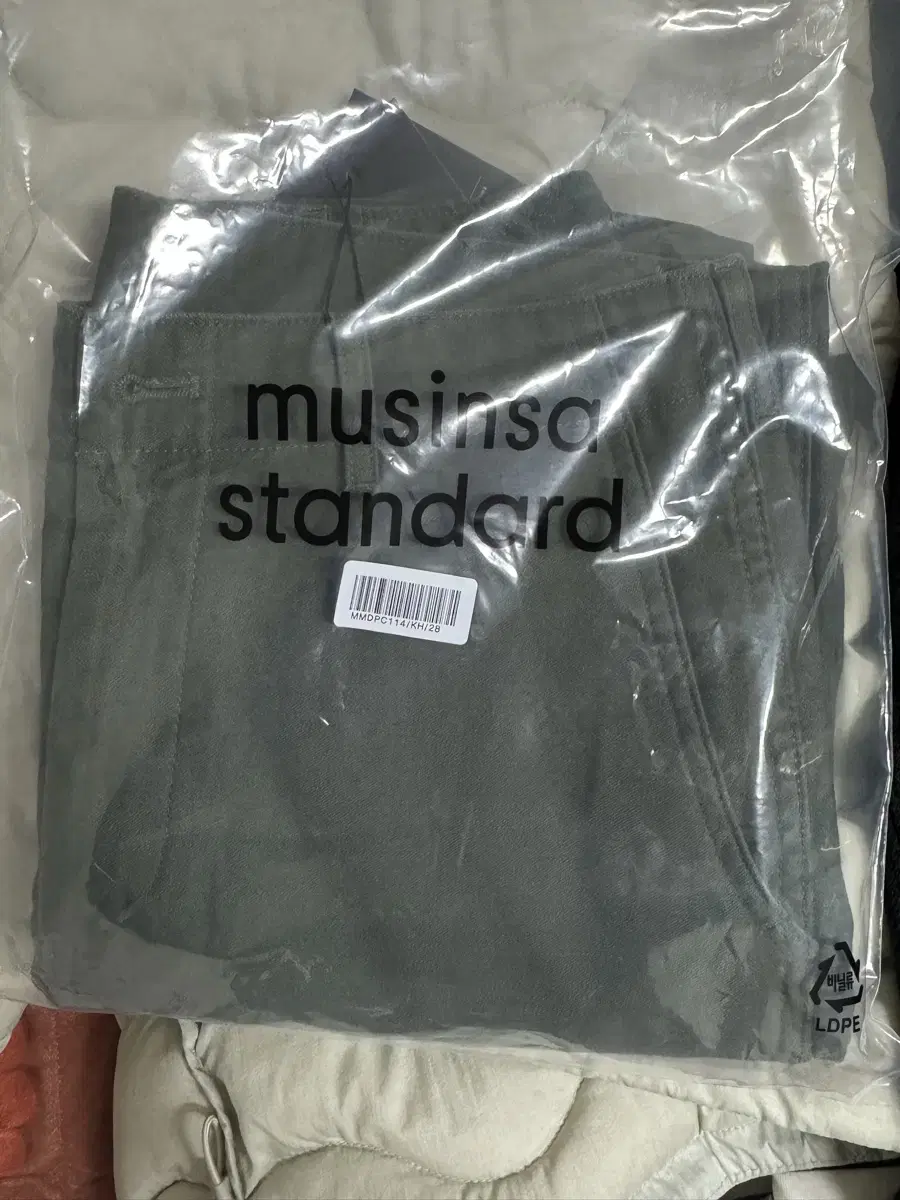 musinsa
standard
MMDPC114/KH/28
비닐류
LDPE